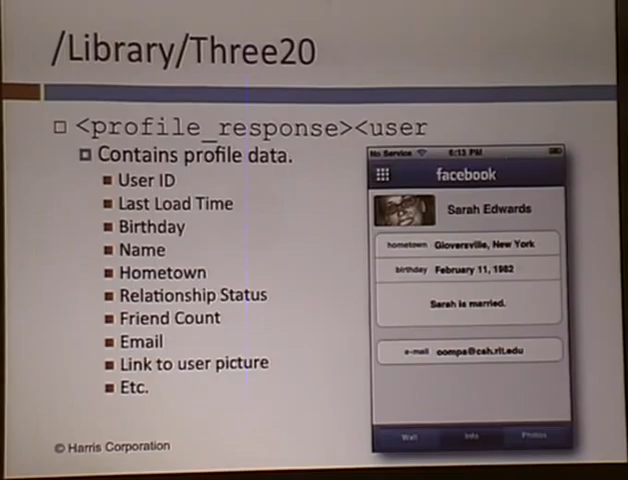 /Library/Three20
<profile_response><user
Contains profile data.
User ID
Last Load Time
Birthday
Name
Hometown
Relationship Status
Friend Count
Email
Link to user picture
Etc.
© Harris Corporation
No Service 6:13 PM
facebook
Sarah Edwards
hometown Gloversville, New York
birthday February 11, 1982
Sarah is married.
e-mail oompa@csh.rit.edu
Wall Info Photos